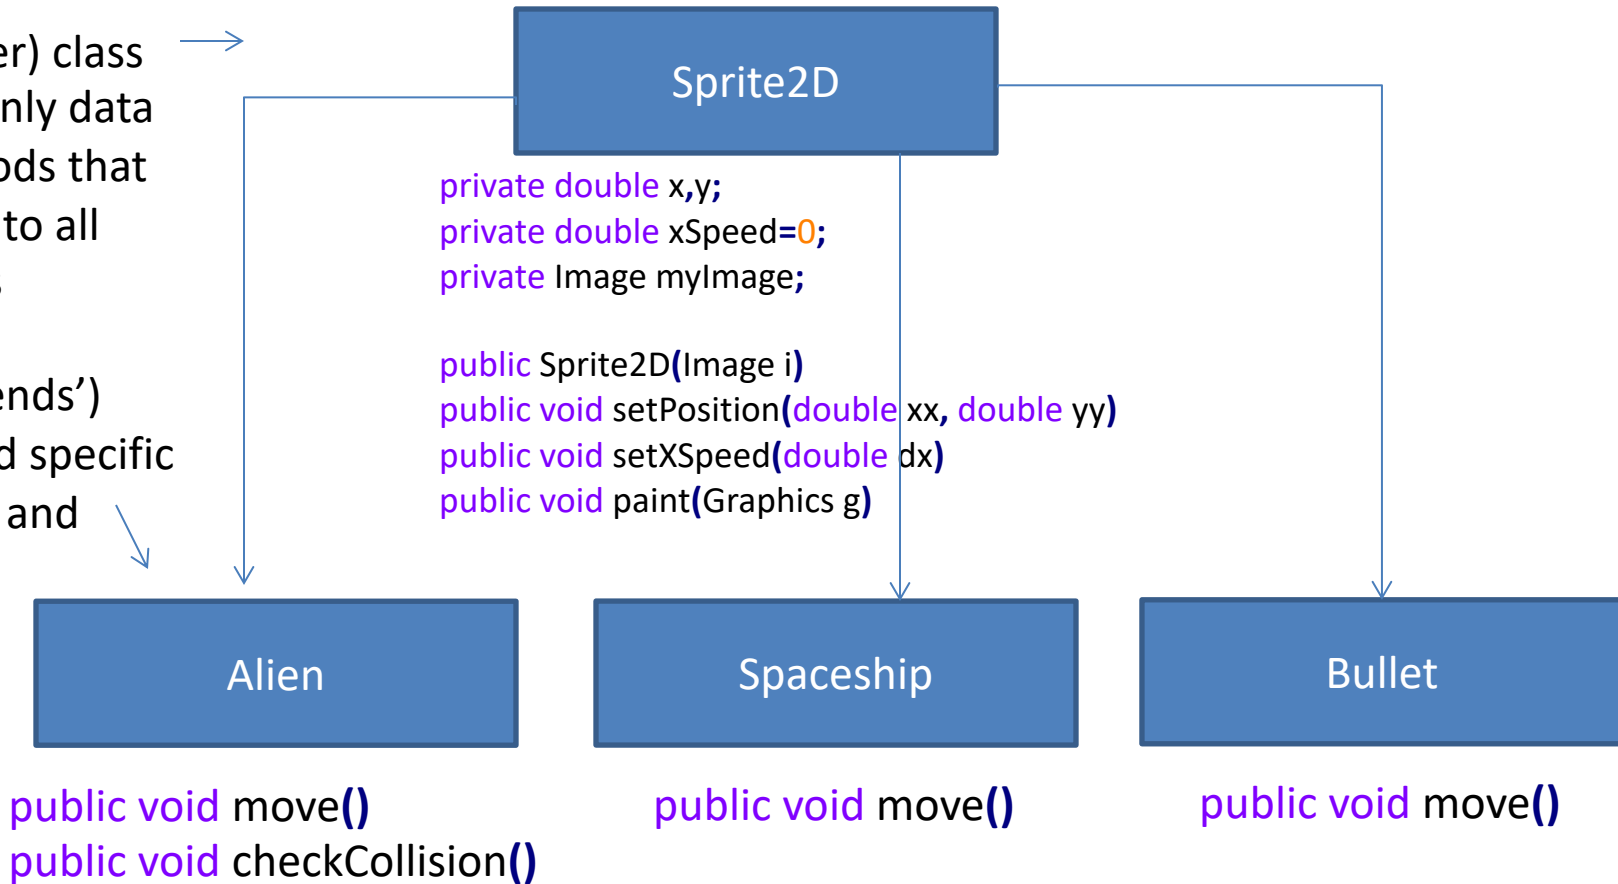 er) class
nly data
ods that
to all
s
ends’)
d specific
and
Sprite2D
private double x,y;
private double xSpeed=0;
private Image myImage;
public Sprite2D(Image i)
public void setPosition(double xx, double yy)
public void setXSpeed(double dx)
public void paint(Graphics g)
Alien
Spaceship
Bullet
public void move()
public void checkCollision()
public void move()
public void move()